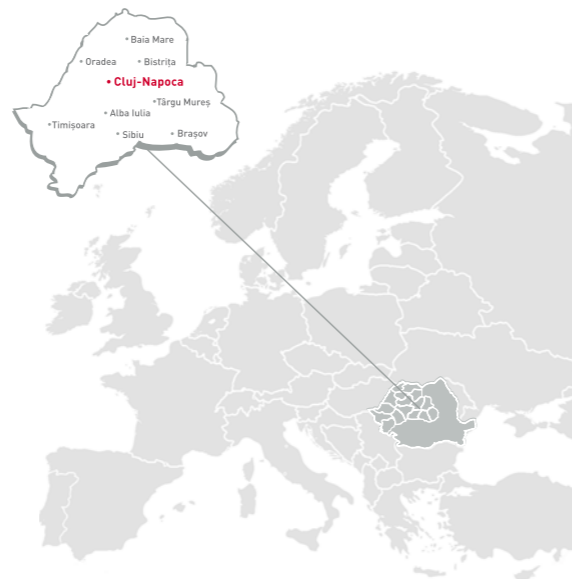 Baia Mare
Oradea
Bistrița
Cluj-Napoca
Târgu Mureș
Alba Iulia
Timișoara
Sibiu
Brașov